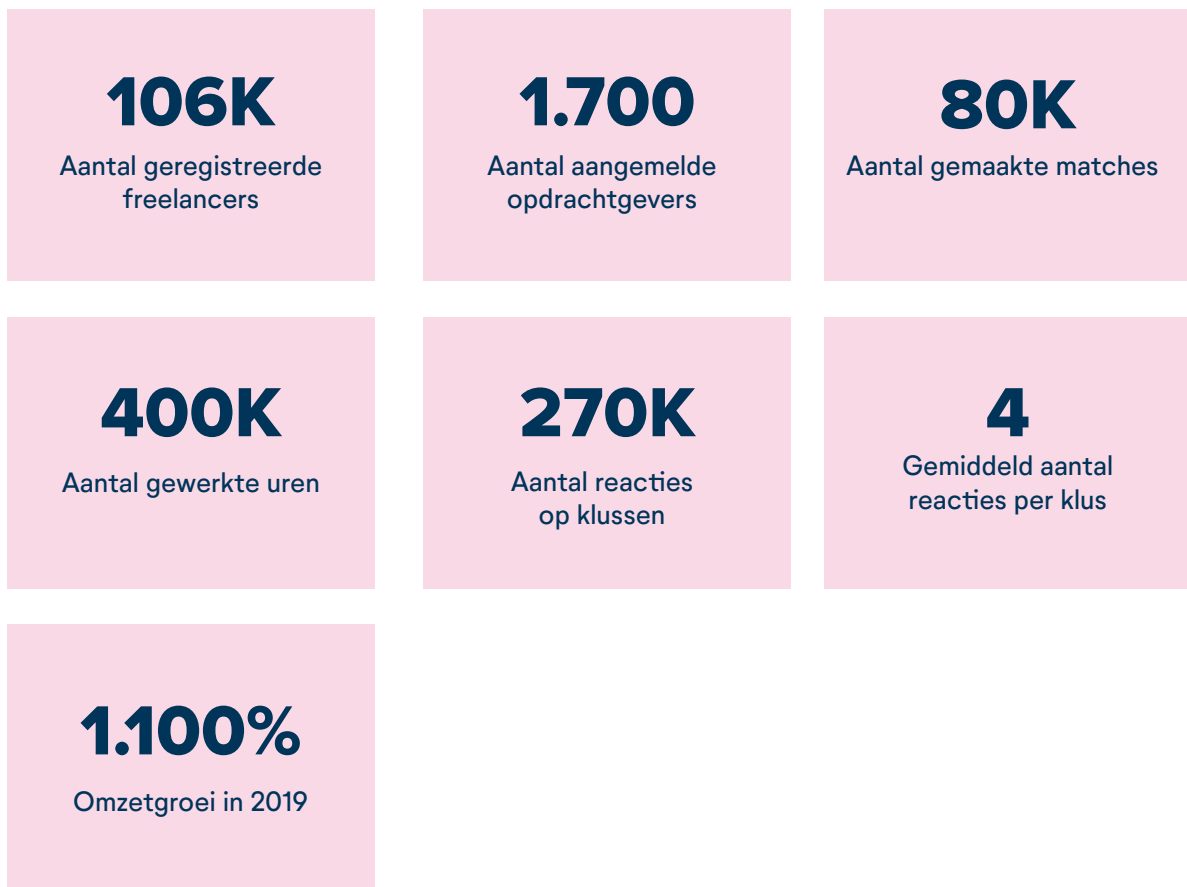 106K
Aantal geregistreerde
freelancers
1.700
Aantal aangemelde
opdrachtgevers
80K
Aantal gemaakte matches
400K
Aantal gewerkte uren
270K
Aantal reacties
op klussen
4
Gemiddeld aantal
reacties per klus
1.100%
Omzetgroei in 2019